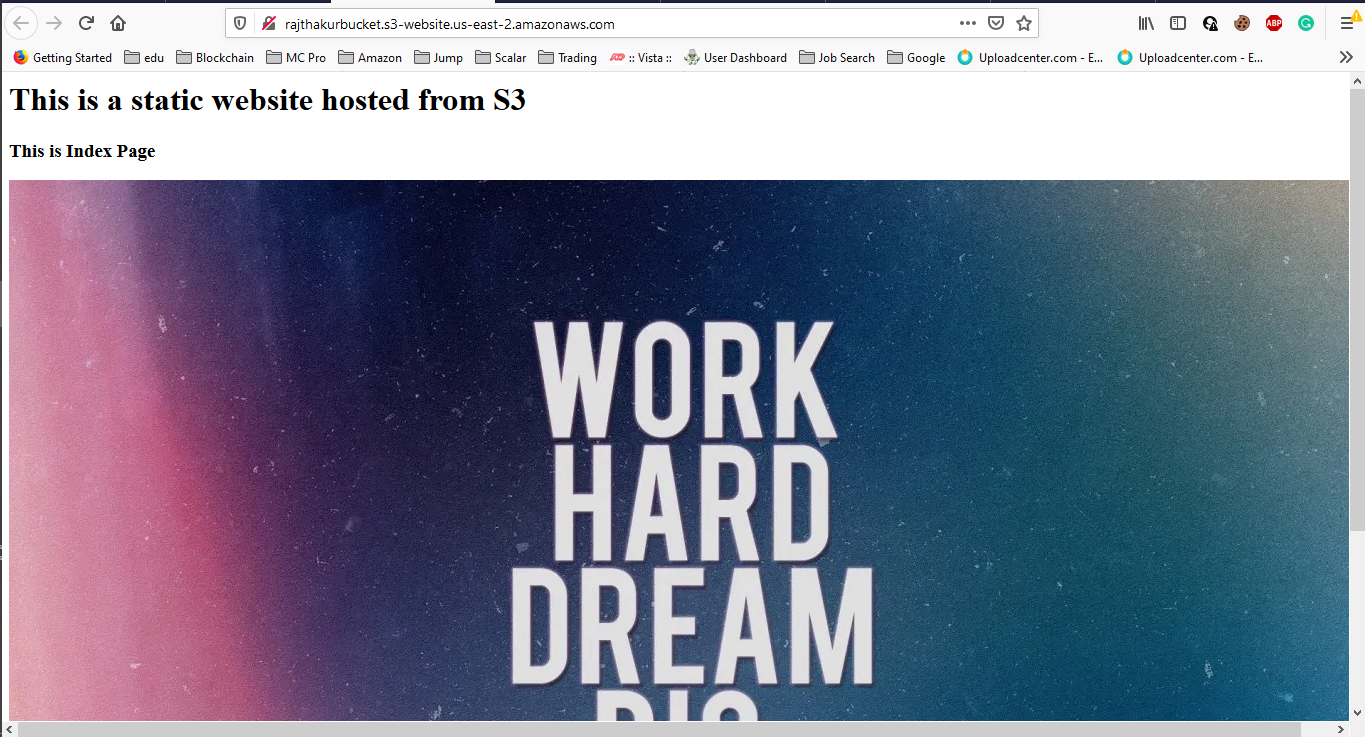 rajthakurbucket.s3-website.us-east-2.amazonaws.com
ABP
Getting Started edu Blockchain MC Pro Amazon Jump Scalar Trading :: Vista :: User Dashboard Job Search Google Uploadcenter.com - E... Uploadcenter.com - E...
This is a static website hosted from S3
This is Index Page
WORK
HARD
DREAM